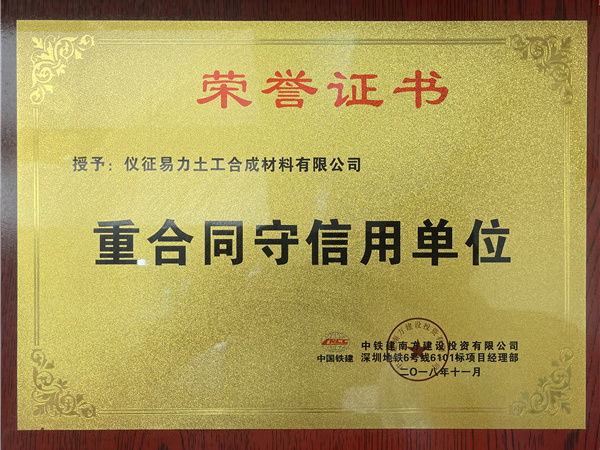 荣誉证书
授予：仪征易力土工合成材料有限公司
重合同守信用单位
中国铁建
中铁建南方建设投资有限公司
深圳地铁6号线6101标项目经理部
二〇一八年十一月